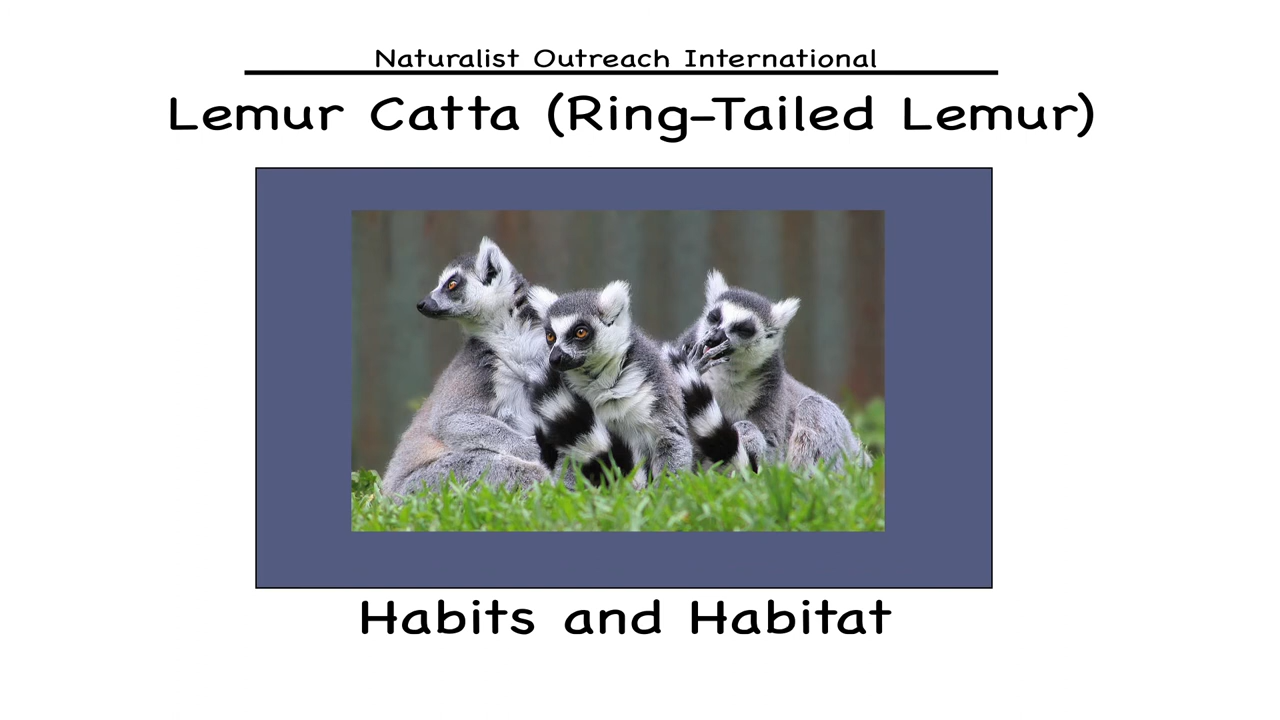 Naturalist Outreach International
Lemur Catta (Ring-Tailed Lemur)
Habits and Habitat